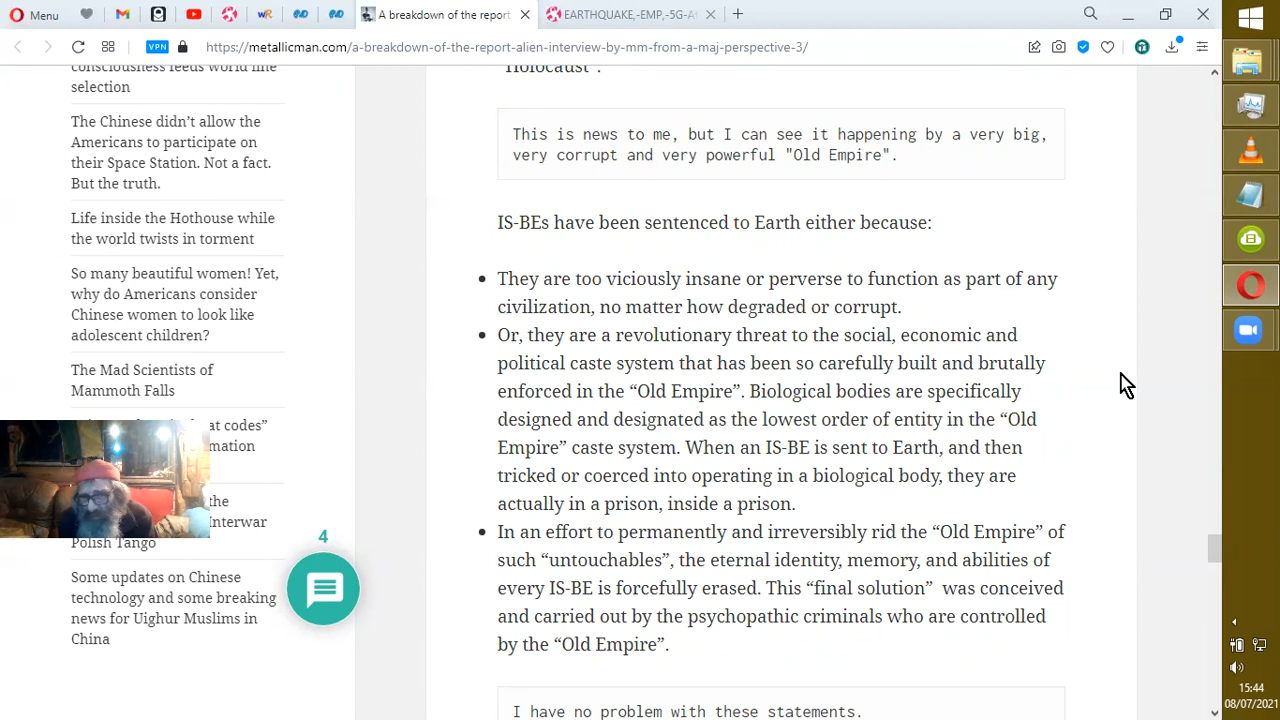 Menu
A breakdown of the report
EARTHQUAKE,-EMP,-5G-A
VPN
https://metallicman.com/a-breakdown-of-the-report-alien-interview-by-mm-from-a-maj-perspective-3/
consciousness feeds world line
selection
The Chinese didn’t allow the
Americans to participate on
their Space Station. Not a fact.
But the truth.
Life inside the Hothouse while
the world twists in torment
So many beautiful women! Yet,
why do Americans consider
Chinese women to look like
adolescent children?
The Mad Scientists of
Mammoth Falls
at codes”
mation
the
Interwar
Polish Tango
Some updates on Chinese
technology and some breaking
news for Uighur Muslims in
China
4
“Holocaust”.
This is news to me, but I can see it happening by a very big,
very corrupt and very powerful "Old Empire".
IS-BEs have been sentenced to Earth either because:
They are too viciously insane or perverse to function as part of any
civilization, no matter how degraded or corrupt.
Or, they are a revolutionary threat to the social, economic and
political caste system that has been so carefully built and brutally
enforced in the “Old Empire”. Biological bodies are specifically
designed and designated as the lowest order of entity in the “Old
Empire” caste system. When an IS-BE is sent to Earth, and then
tricked or coerced into operating in a biological body, they are
actually in a prison, inside a prison.
In an effort to permanently and irreversibly rid the “Old Empire” of
such “untouchables”, the eternal identity, memory, and abilities of
every IS-BE is forcefully erased. This “final solution” was conceived
and carried out by the psychopathic criminals who are controlled
by the “Old Empire”.
I have no problem with these statements.
15:44
08/07/2021